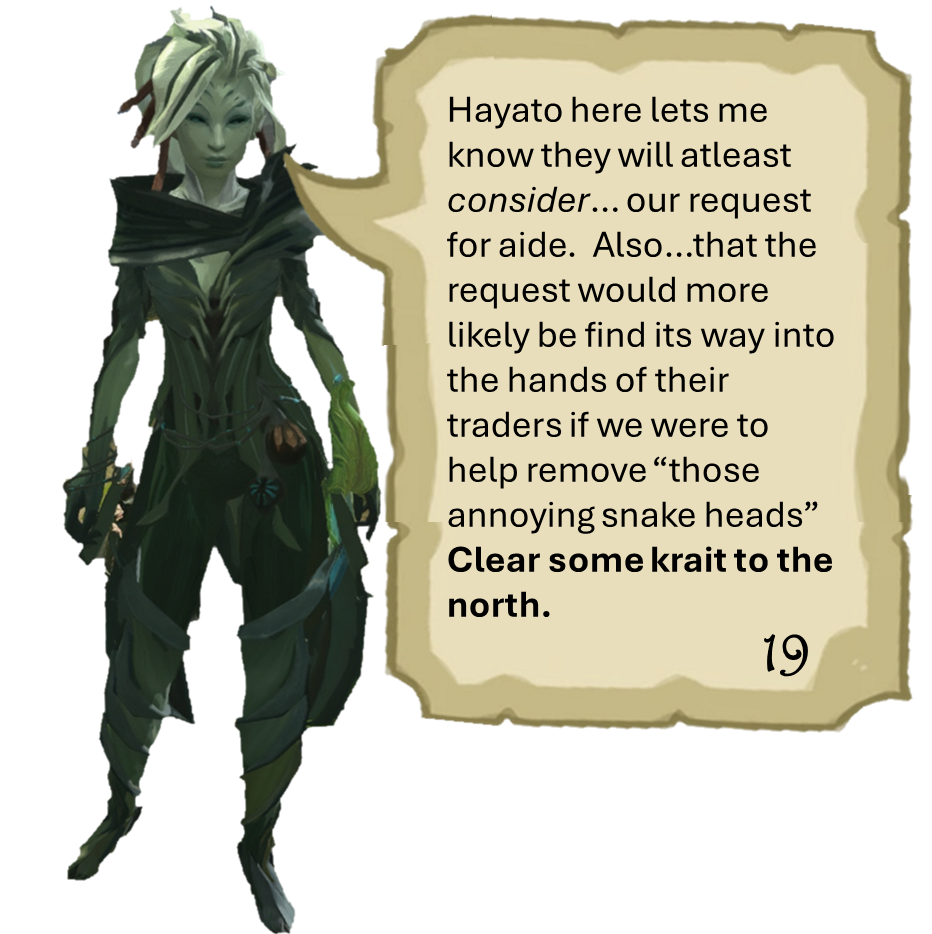 Hayato here lets me
know they will atleast
consider... our request
for aide.  Also...that the
request would more
likely be find its way into
the hands of their
traders if we were to
help remove “those
annoying snake heads”
Clear some krait to the
north.
19